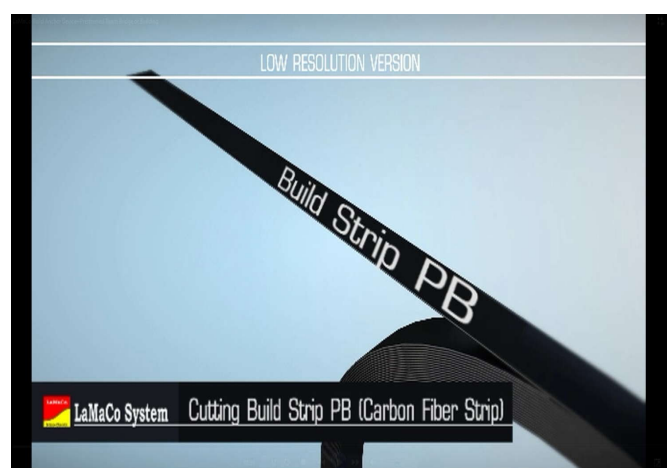 LOW RESOLUTION VERSION
Build Strip PB
LaMaCo System
Cutting Build Strip PB (Carbon Fiber Strip)